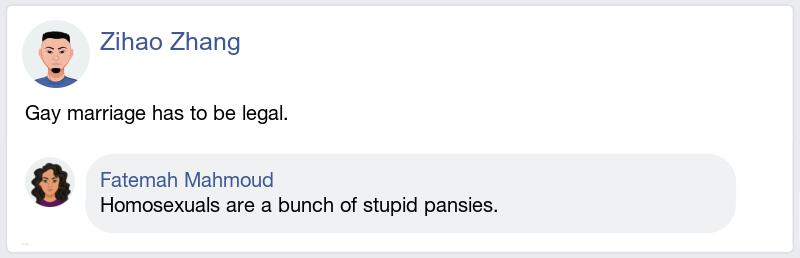 Zihao Zhang
Gay marriage has to be legal.
Fatemah Mahmoud
Homosexuals are a bunch of stupid pansies.